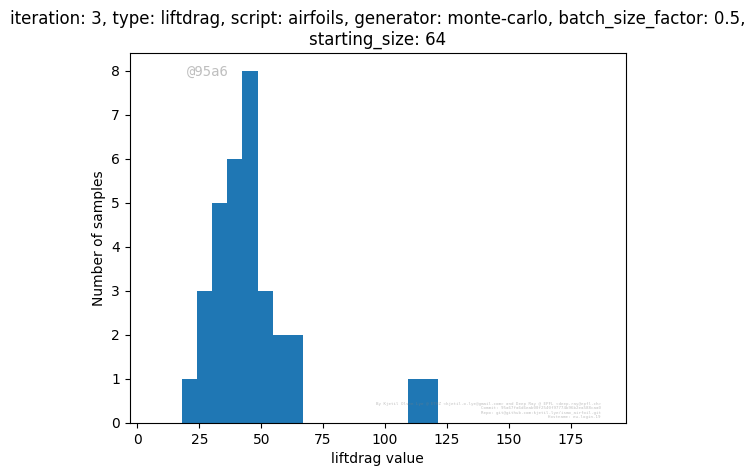 iteration: 3, type: liftdrag, script: airfoils, generator: monte-carlo, batch_size_factor: 0.5,
starting_size: 64
@95a6
8
7
6
5
4
3
2
1
0
Number of samples
0 25 50 75 100 125 150 175
liftdrag value